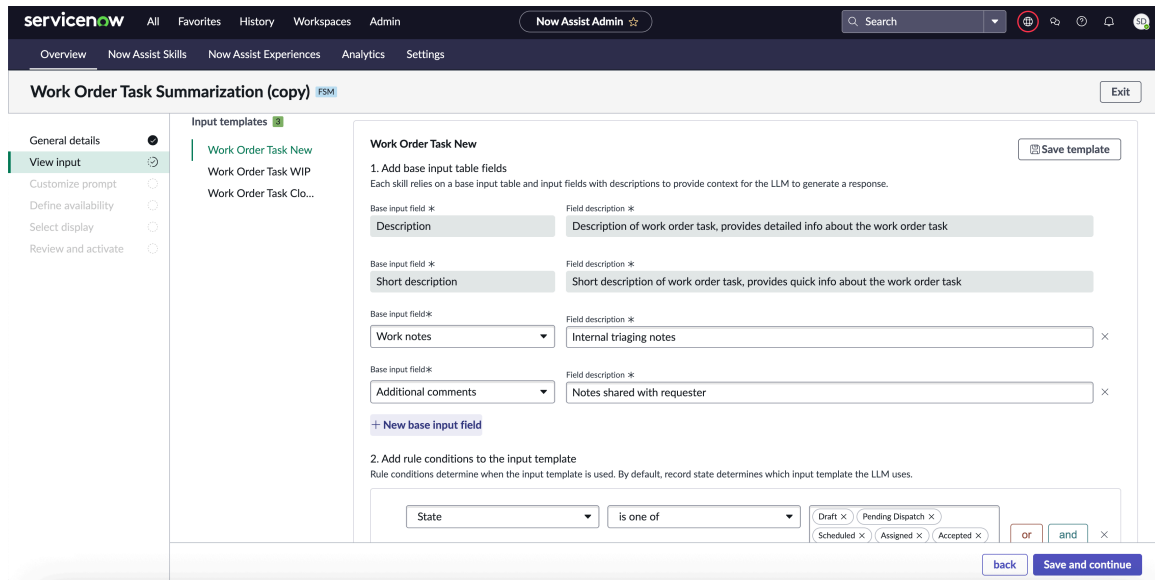 servicenow All Favorites History Workspaces Admin Now Assist Admin Search SD
Overview Now Assist Skills Now Assist Experiences Analytics Settings
Work Order Task Summarization (copy) FSM Exit
General details
View input
Customize prompt
Define availability
Select display
Review and activate
Input templates 3
Work Order Task New
Work Order Task WIP
Work Order Task Clo...
Work Order Task New
Save template
1. Add base input table fields
Each skill relies on a base input table and input fields with descriptions to provide context for the LLM to generate a response.
Base input field * Field description *
Description Description of work order task, provides detailed info about the work order task
Base input field * Field description *
Short description Short description of work order task, provides quick info about the work order task
Base input field* Field description *
Work notes Internal triaging notes
Base input field* Field description *
Additional comments Notes shared with requester
+ New base input field
2. Add rule conditions to the input template
Rule conditions determine when the input template is used. By default, record state determines which input template the LLM uses.
State is one of Draft × Pending Dispatch ×
Scheduled × Assigned × Accepted × or and ×
back Save and continue